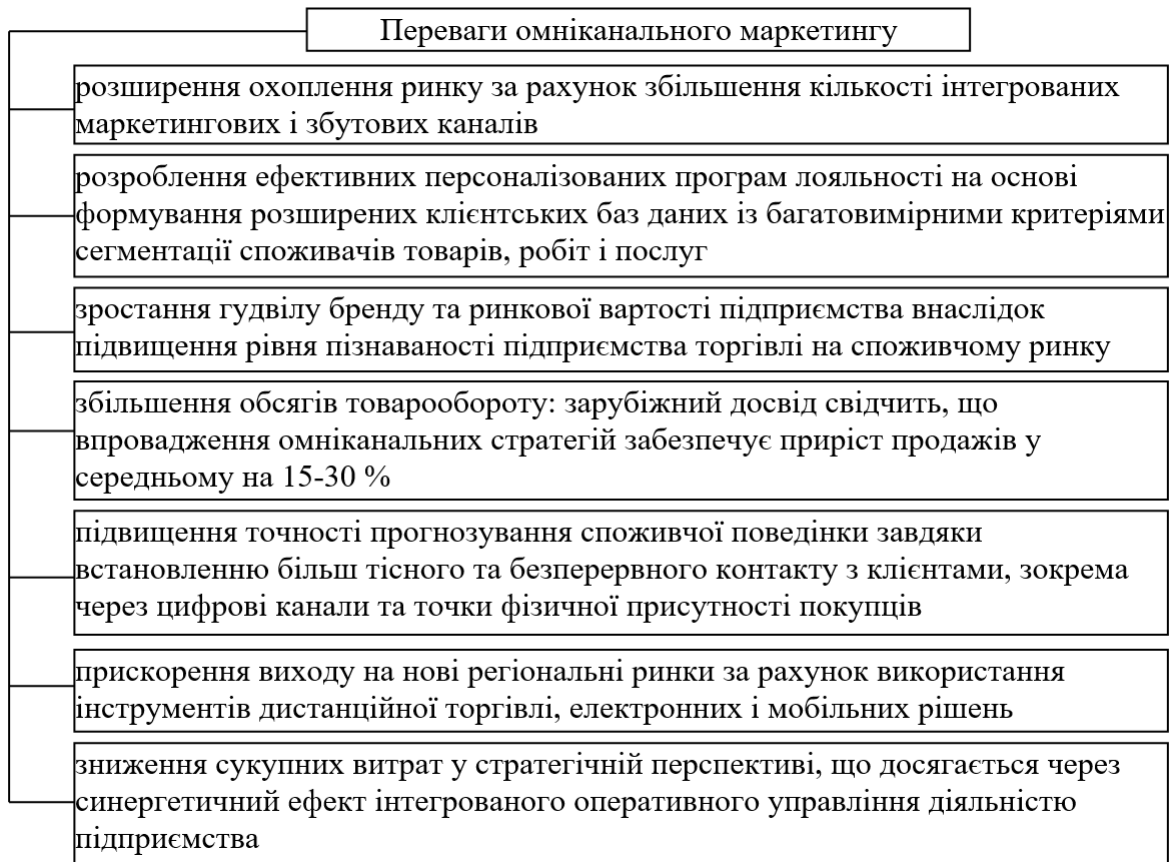 Переваги омніканального маркетингу
розширення охоплення ринку за рахунок збільшення кількості інтегрованих
маркетингових і збутових каналів
розроблення ефективних персоналізованих програм лояльності на основі
формування розширених клієнтських баз даних із багатовимірними критеріями
сегментації споживачів товарів, робіт і послуг
зростання гудвілу бренду та ринкової вартості підприємства внаслідок
підвищення рівня пізнаваності підприємства торгівлі на споживчому ринку
збільшення обсягів товарообороту: зарубіжний досвід свідчить, що
впровадження омніканальних стратегій забезпечує приріст продажів у
середньому на 15-30 %
підвищення точності прогнозування споживчої поведінки завдяки
встановленню більш тісного та безперервного контакту з клієнтами, зокрема
через цифрові канали та точки фізичної присутності покупців
прискорення виходу на нові регіональні ринки за рахунок використання
інструментів дистанційної торгівлі, електронних і мобільних рішень
зниження сукупних витрат у стратегічній перспективі, що досягається через
синергетичний ефект інтегрованого оперативного управління діяльністю
підприємства